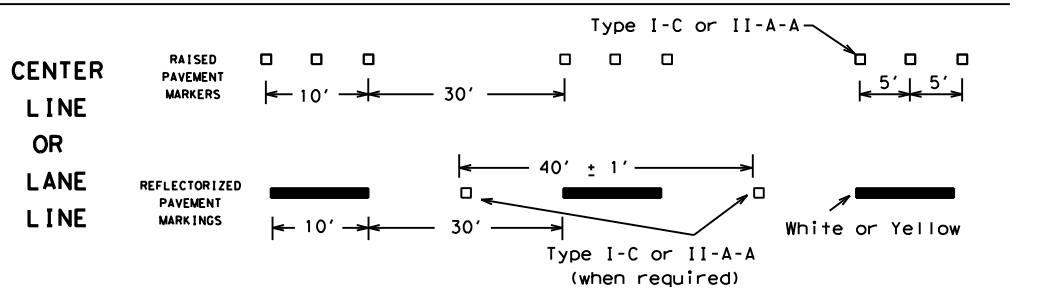 Type I-C or II-A-A
CENTER
LINE
OR
LANE
LINE
RAISED
PAVEMENT
MARKERS
10'
30'
5'
5'
REFLECTORIZED
PAVEMENT
MARKINGS
40' ± 1'
10'
30'
Type I-C or II-A-A
(when required)
White or Yellow